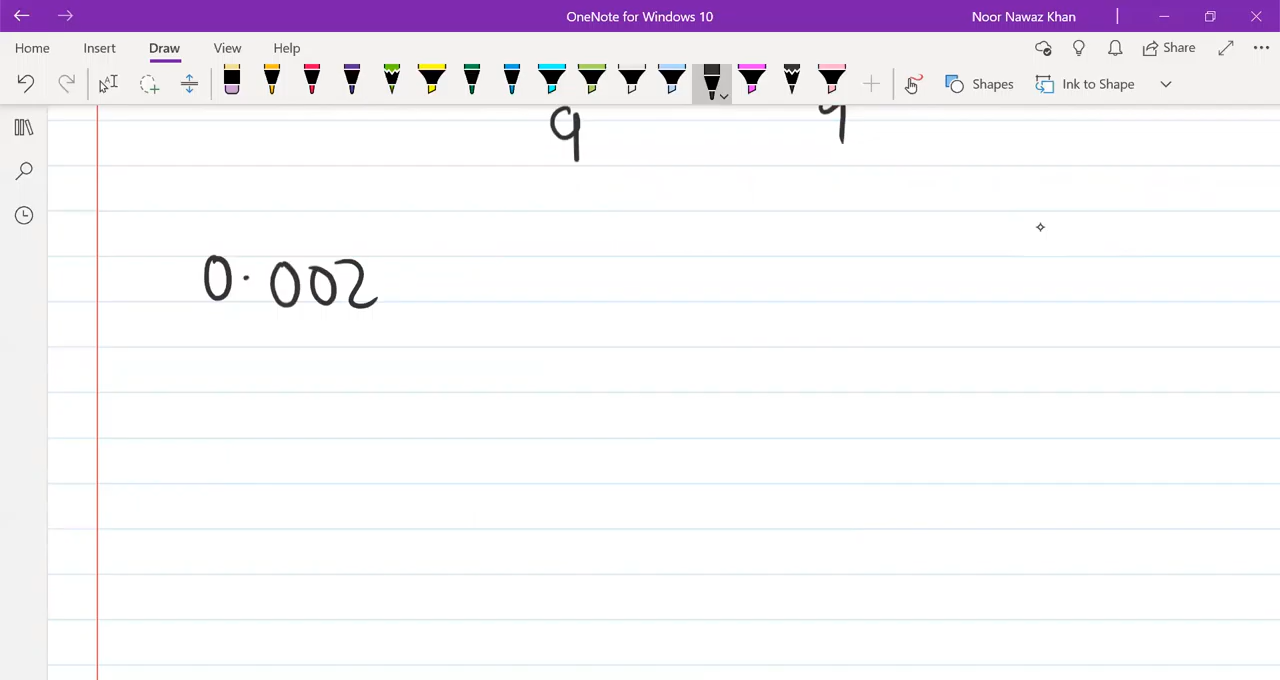 OneNote for Windows 10 Noor Nawaz Khan
Home Insert Draw View Help Share
Shapes Ink to Shape
9 9
0.002